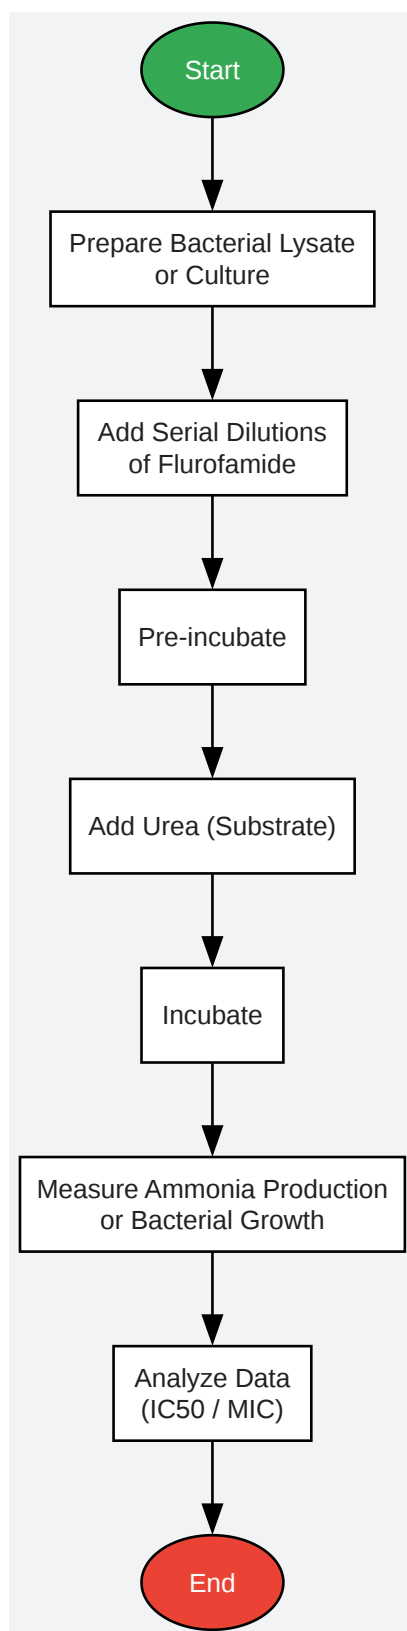 Start
Prepare Bacterial Lysate
or Culture
Add Serial Dilutions
of Flurofamide
Pre-incubate
Add Urea (Substrate)
Incubate
Measure Ammonia Production
or Bacterial Growth
Analyze Data
(IC50 / MIC)
End